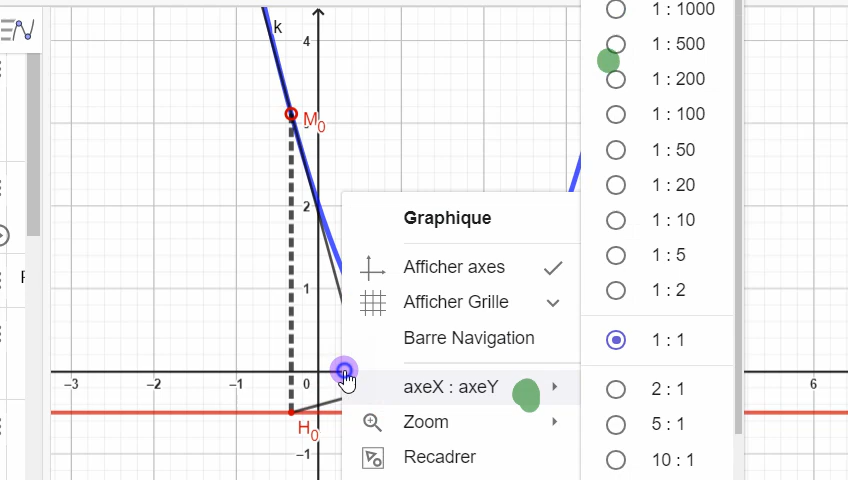 k
4
M0
2
1
-3
-2
-1
0
6
H0
-1
Graphique
Afficher axes
Afficher Grille
Barre Navigation
axeX : axeY
Zoom
Recadrer
1 : 1000
1 : 500
1 : 200
1 : 100
1 : 50
1 : 20
1 : 10
1 : 5
1 : 2
1 : 1
2 : 1
5 : 1
10 : 1